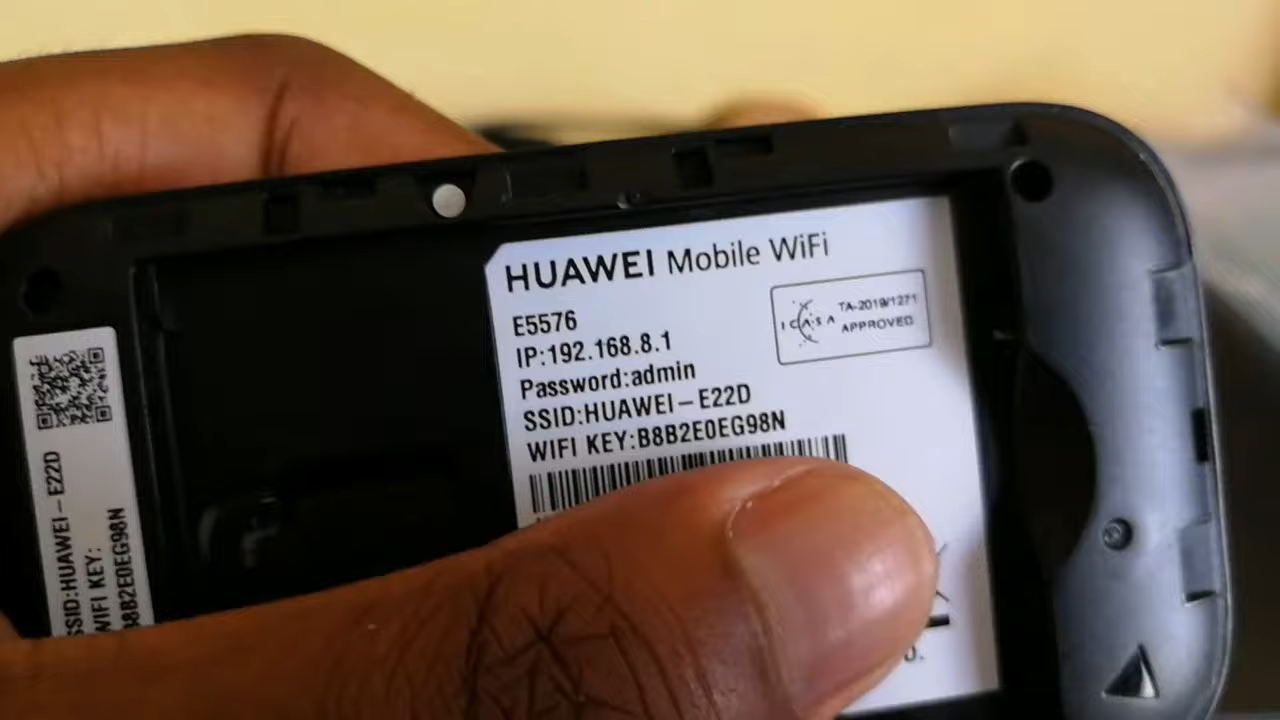 HUAWEI Mobile WiFi
E5576
IP:192.168.8.1
Password:admin
SSID:HUAWEI–E22D
WIFI KEY:B8B2E0EG98N
ICASA
TA-2019/1271
APPROVED
SSID:HUAWEI–E22D
WIFI KEY:
B8B2E0EG98N